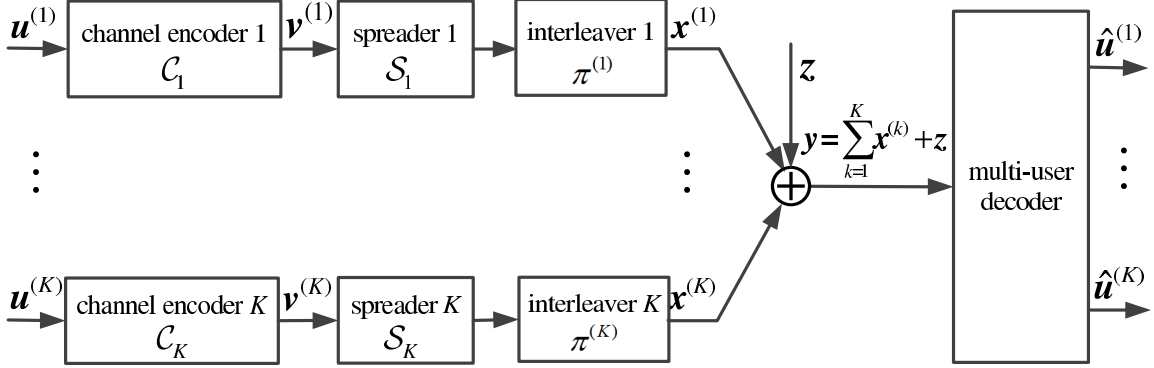 u^(1)
channel encoder 1
C_1
v^(1)
spreader 1
S_1
interleaver 1
π^(1)
x^(1)
z
y = ∑_{k=1}^{K} x^(k) + z
multi-user
decoder
û^(1)
u^(K)
channel encoder K
C_K
v^(K)
spreader K
S_K
interleaver K
π^(K)
x^(K)
û^(K)